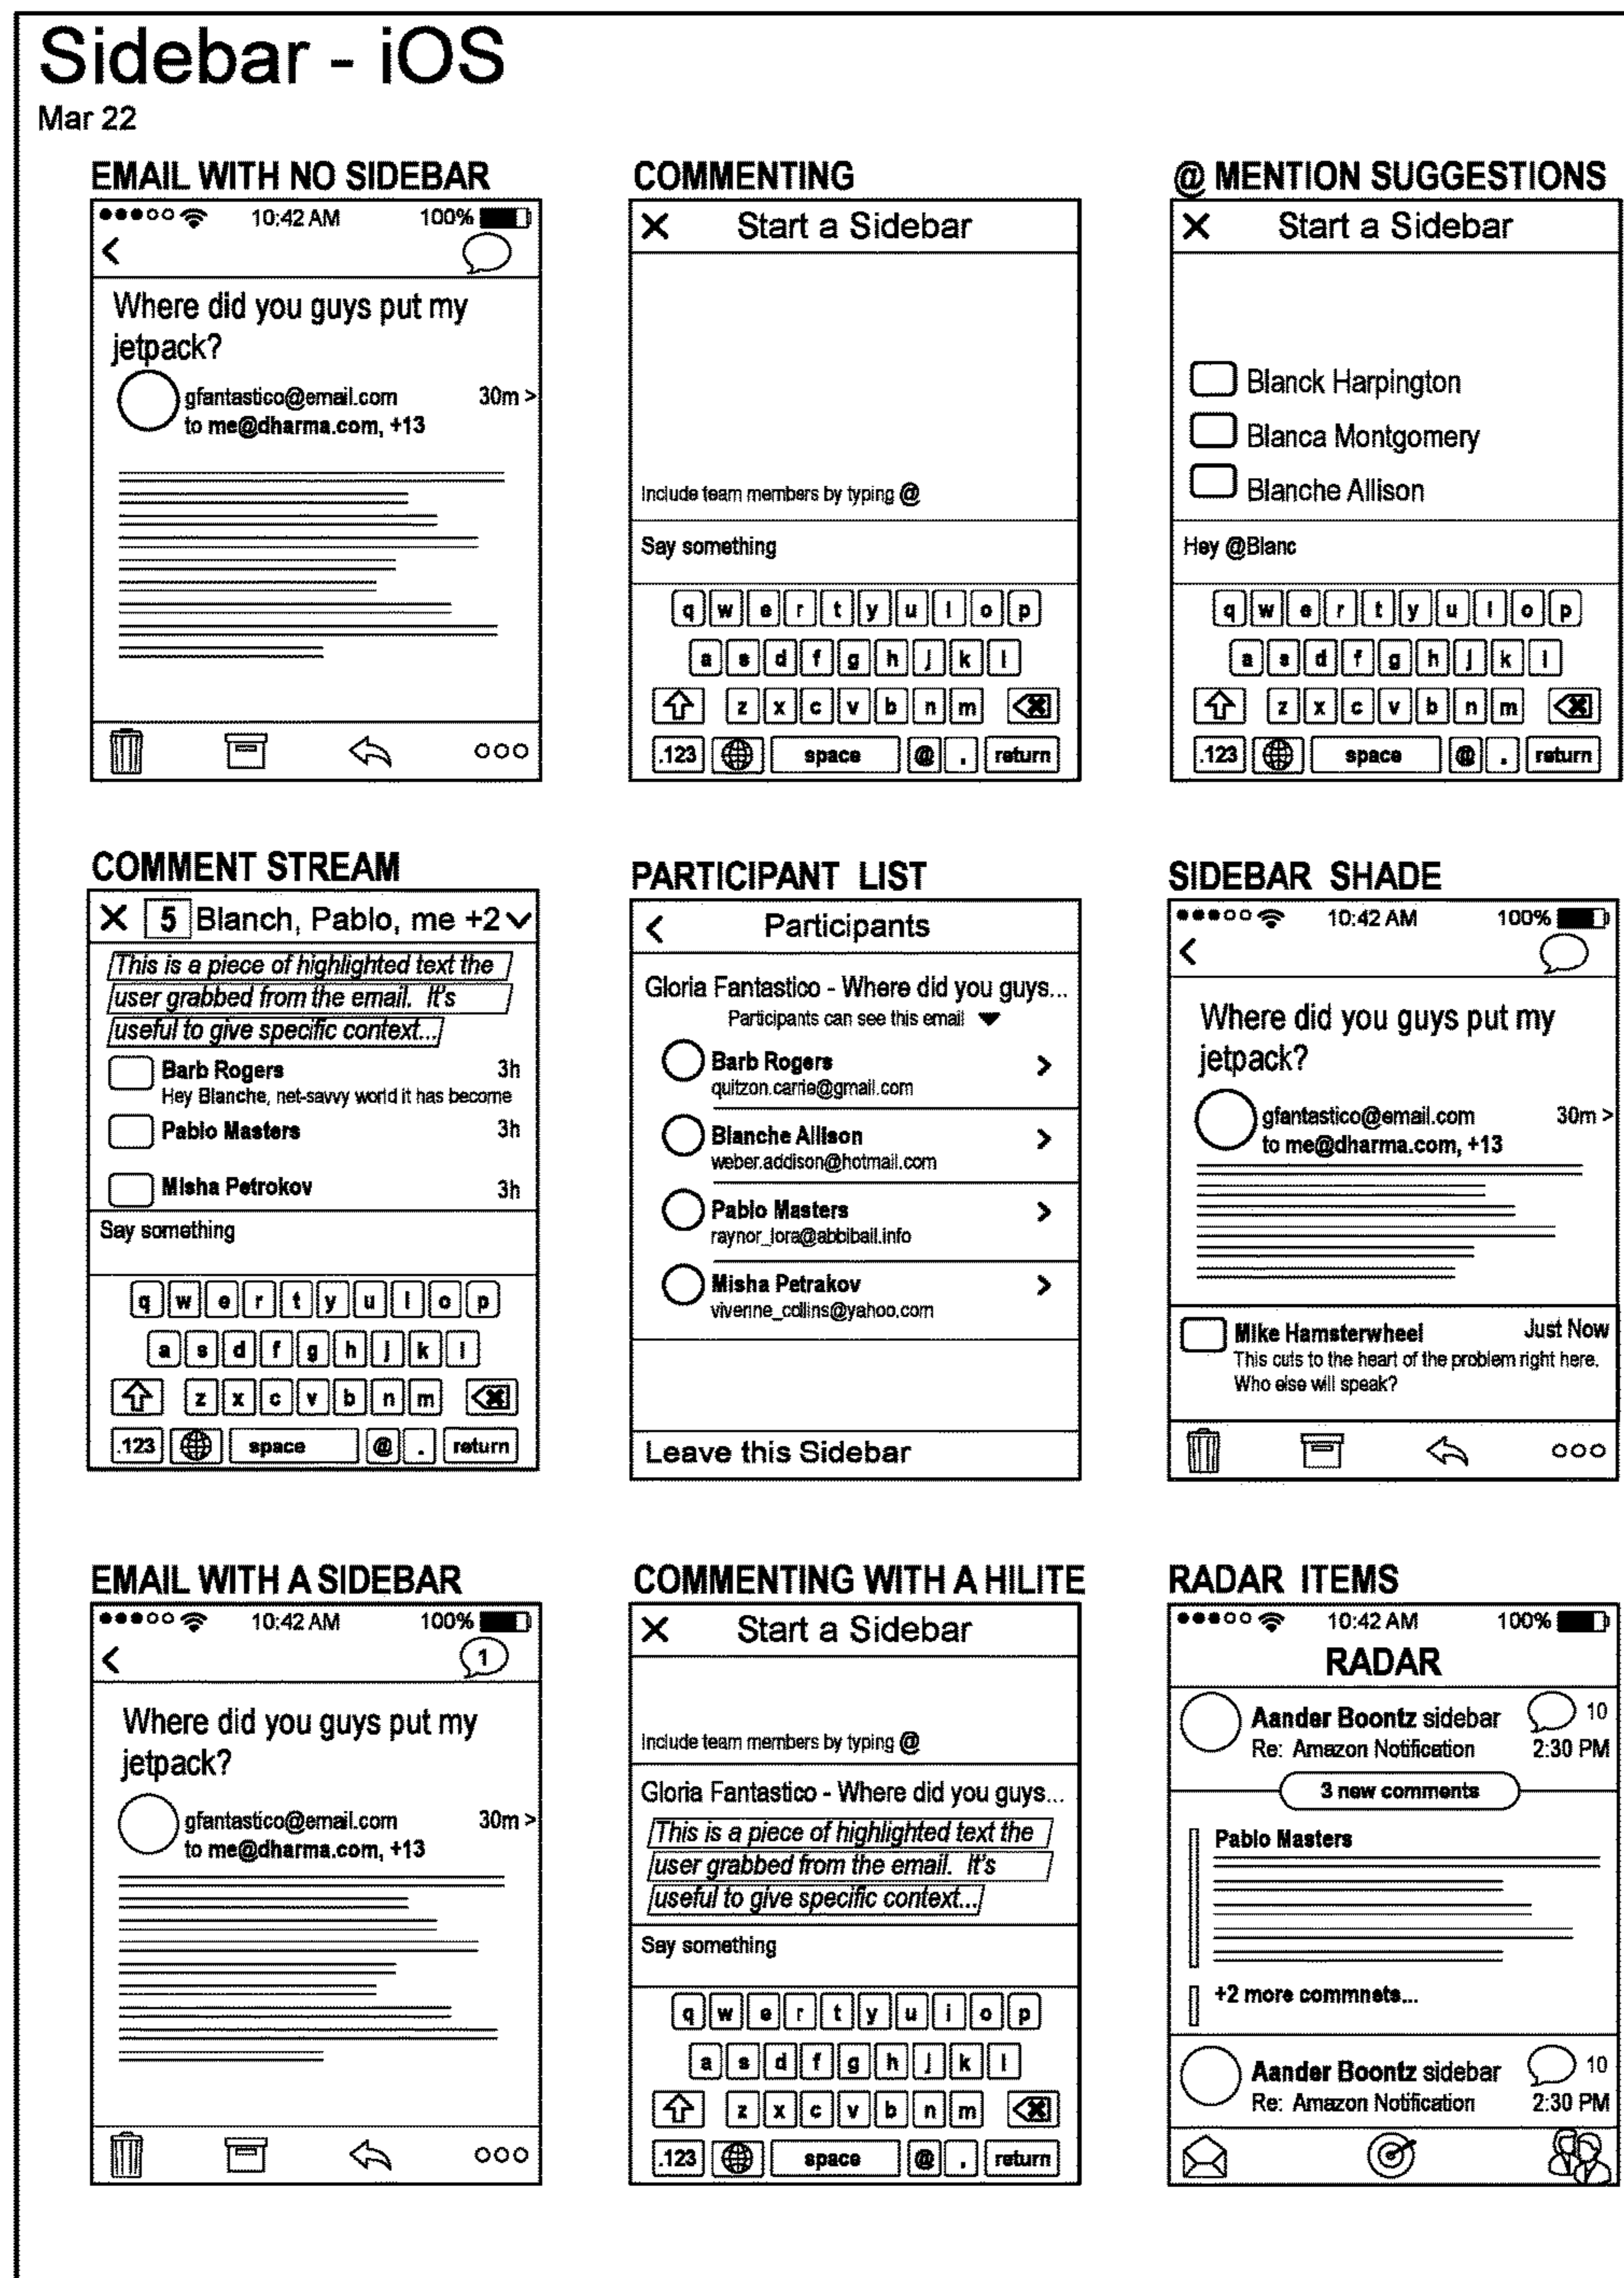 Sidebar - iOS
Mar 22
EMAIL WITH NO SIDEBAR
10:42 AM 100%
Where did you guys put my
jetpack?
gfantastico@email.com 30m >
to me@dharma.com, +13
COMMENTING
X Start a Sidebar
Include team members by typing @
Say something
q w e r t y u i o p
a s d f g h j k l
z x c v b n m
.123 space @ . return
@ MENTION SUGGESTIONS
X Start a Sidebar
Blanck Harpington
Blanca Montgomery
Blanche Allison
Hey @Blanc
q w e r t y u i o p
a s d f g h j k l
z x c v b n m
.123 space @ . return
COMMENT STREAM
X 5 Blanch, Pablo, me +2
This is a piece of highlighted text the
user grabbed from the email. It's
useful to give specific context...
Barb Rogers 3h
Hey Blanche, net-savvy world it has become
Pablo Masters 3h
Misha Petrokov 3h
Say something
q w e r t y u i o p
a s d f g h j k l
z x c v b n m
.123 space @ . return
PARTICIPANT LIST
< Participants
Gloria Fantastico - Where did you guys...
Participants can see this email
Barb Rogers >
quitzon.carrie@gmail.com
Blanche Allison >
weber.addison@hotmail.com
Pablo Masters >
raynor_lora@abbibail.info
Misha Petrakov >
vivenne_collins@yahoo.com
Leave this Sidebar
SIDEBAR SHADE
10:42 AM 100%
Where did you guys put my
jetpack?
gfantastico@email.com 30m >
to me@dharma.com, +13
Mike Hamsterwheel Just Now
This cuts to the heart of the problem right here.
Who else will speak?
EMAIL WITH A SIDEBAR
10:42 AM 100%
1
Where did you guys put my
jetpack?
gfantastico@email.com 30m >
to me@dharma.com, +13
COMMENTING WITH A HILITE
X Start a Sidebar
Include team members by typing @
Gloria Fantastico - Where did you guys...
This is a piece of highlighted text the
user grabbed from the email. It's
useful to give specific context...
Say something
q w e r t y u i o p
a s d f g h j k l
z x c v b n m
.123 space @ . return
RADAR ITEMS
10:42 AM 100%
RADAR
Aander Boontz sidebar 10
Re: Amazon Notification 2:30 PM
3 new comments
Pablo Masters
+2 more commnets...
Aander Boontz sidebar 10
Re: Amazon Notification 2:30 PM